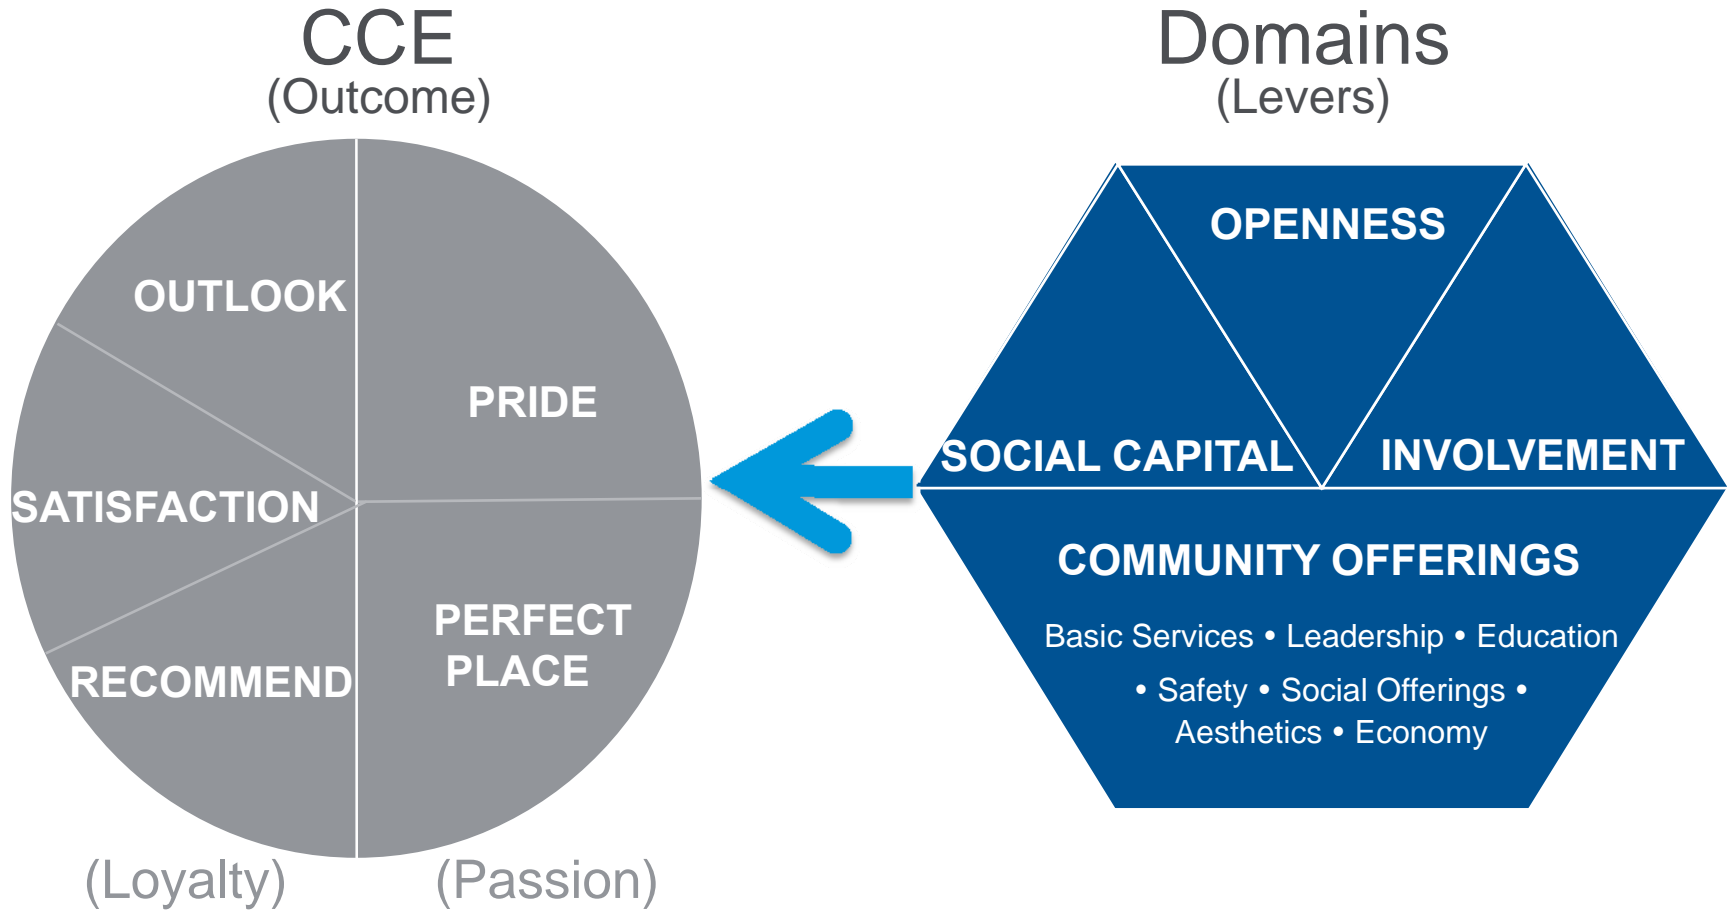 CCE
(Outcome)
OUTLOOK
PRIDE
SATISFACTION
PERFECT
PLACE
RECOMMEND
(Loyalty)
(Passion)
Domains
(Levers)
OPENNESS
SOCIAL CAPITAL
INVOLVEMENT
COMMUNITY OFFERINGS
Basic Services • Leadership • Education
• Safety • Social Offerings •
Aesthetics • Economy